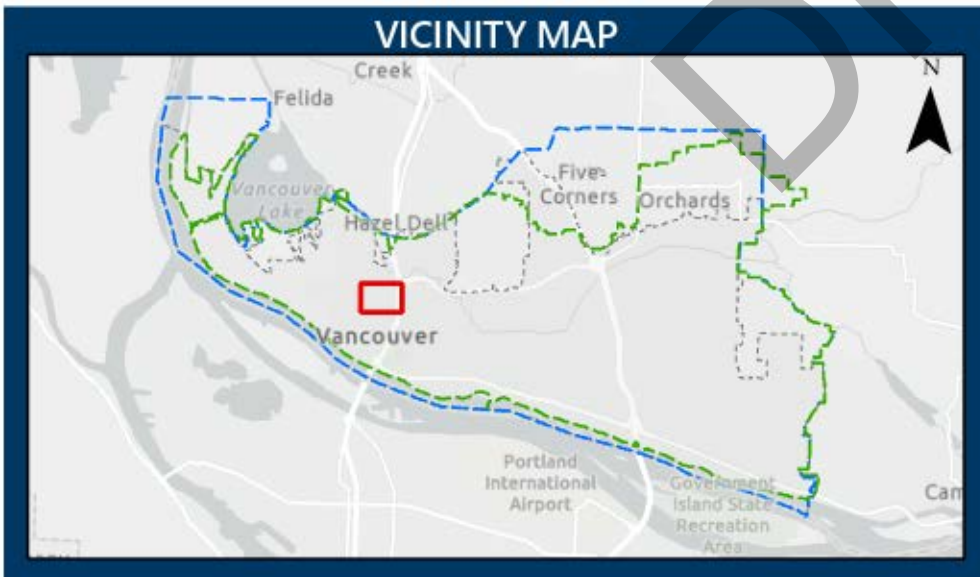 VICINITY MAP
Creek
Felida
N
Vancouver
Lake
Five
Corners
Orchards
Hazel Dell
Vancouver
Portland
International
Airport
Government
Island State
Recreation
Area
Cam